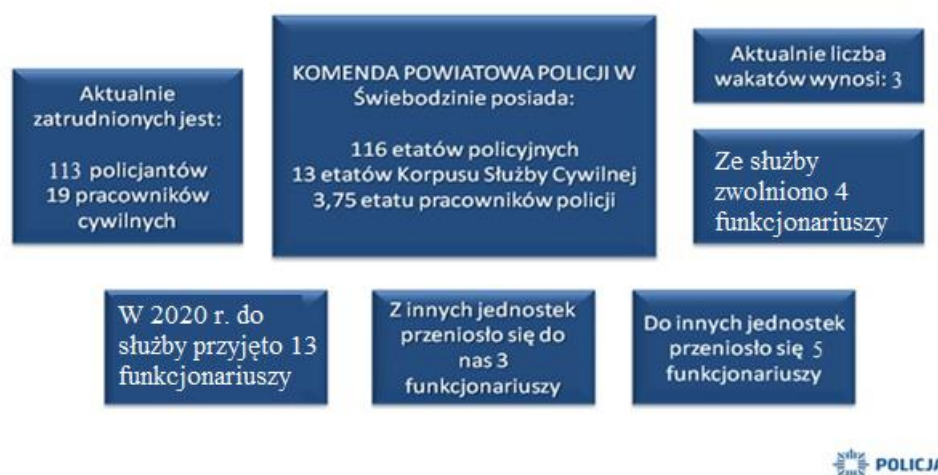 Aktualnie
zatrudnionych jest:
113 policjantów
19 pracowników
cywilnych
KOMENDA POWIATOWA POLICJI W
Świebodzinie posiada:
116 etatów policyjnych
13 etatów Korpusu Służby Cywilnej
3,75 etatu pracowników policji
Aktualnie liczba
wakatów wynosi: 3
Ze służby
zwolniono 4
funkcjonariuszy
W 2020 r. do
służby przyjęto 13
funkcjonariuszy
Z innych jednostek
przeniosło się do
nas 3
funkcjonariuszy
Do innych jednostek
przeniosło się 5
funkcjonariuszy
POLICJA